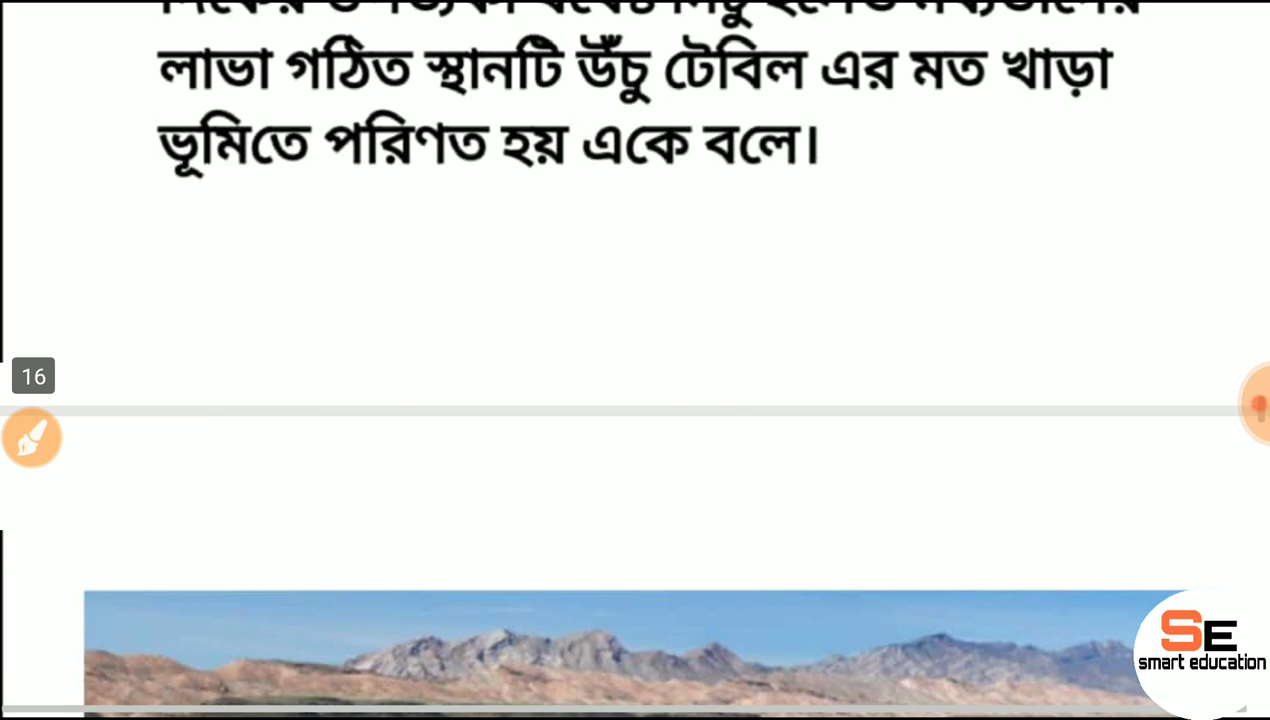 লাভা গঠিত স্থানটি উঁচু টেবিল এর মত খাড়া
ভূমিতে পরিণত হয় একে বলে।
16
SE
smart education